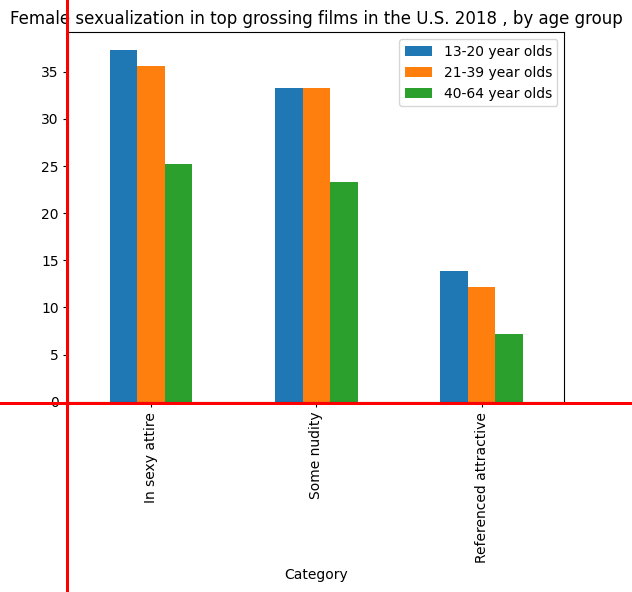 Female sexualization in top grossing films in the U.S. 2018 , by age group
13-20 year olds
21-39 year olds
40-64 year olds
35
30
25
20
15
10
5
0
In sexy attire
Some nudity
Referenced attractive
Category